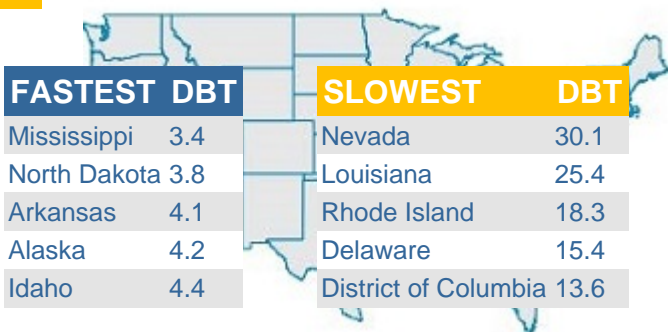 FASTEST DBT
Mississippi 3.4
North Dakota 3.8
Arkansas 4.1
Alaska 4.2
Idaho 4.4
SLOWEST DBT
Nevada 30.1
Louisiana 25.4
Rhode Island 18.3
Delaware 15.4
District of Columbia 13.6